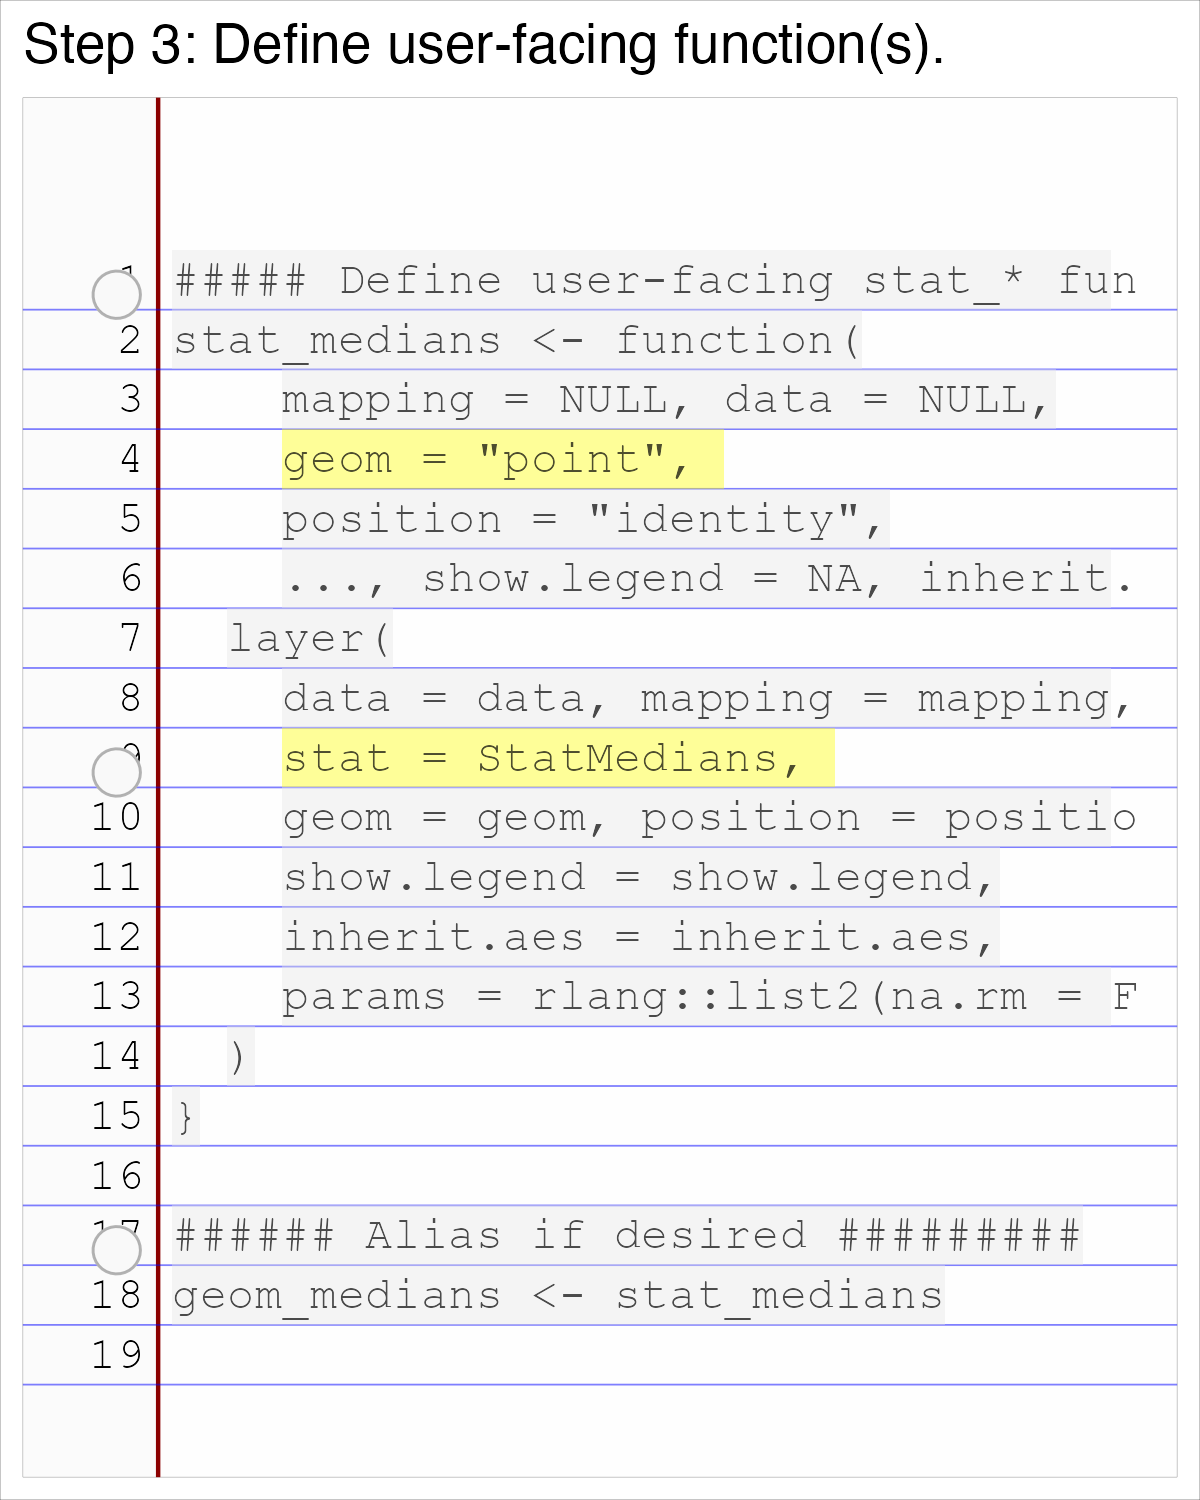 Step 3: Define user-facing function(s).
1 ##### Define user-facing stat_* fun
2 stat_medians <- function(
3     mapping = NULL, data = NULL,
4     geom = "point",
5     position = "identity",
6     ..., show.legend = NA, inherit.
7   layer(
8     data = data, mapping = mapping,
9     stat = StatMedians,
10     geom = geom, position = positio
11     show.legend = show.legend,
12     inherit.aes = inherit.aes,
13     params = rlang::list2(na.rm = F
14   )
15 }
16
17 ###### Alias if desired #########
18 geom_medians <- stat_medians
19